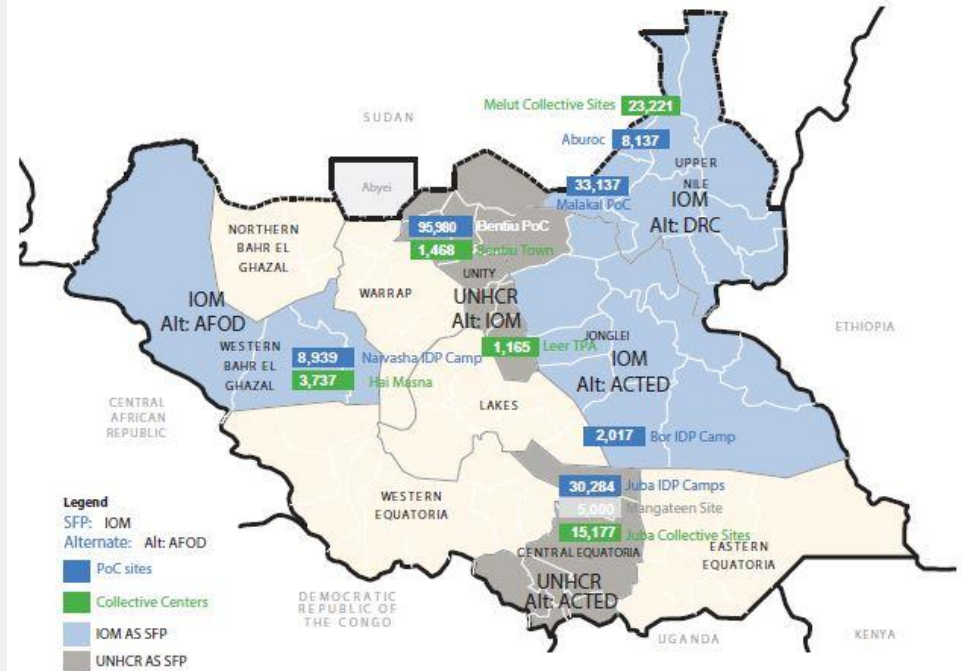 SUDAN
Melut Collective Sites 23,221
Aburoc 8,137
UPPER
NILE
IOM
Alt: DRC
33,137
Malakal PoC
Abyei
95,980 Bentiu PoC
1,468 Bentiu Town
UNITY
UNHCR
Alt: IOM
NORTHERN
BAHR EL
GHAZAL
WARRAP
IOM
Alt: AFOD
WESTERN
BAHR EL
GHAZAL
8,939 Naivasha IDP Camp
3,737 Hai Masna
1,165 Leer TPA
JONGLEI
IOM
Alt: ACTED
ETHIOPIA
CENTRAL
AFRICAN
REPUBLIC
LAKES
2,017 Bor IDP Camp
WESTERN
EQUATORIA
30,284 Juba IDP Camps
5,000 Mangateen Site
15,177 Juba Collective Sites
CENTRAL EQUATORIA
EASTERN
EQUATORIA
UNHCR
Alt: ACTED
DEMOCRATIC
REPUBLIC OF
THE CONGO
UGANDA
KENYA
Legend
SFP: IOM
Alternate: Alt: AFOD
PoC sites
Collective Centers
IOM AS SFP
UNHCR AS SFP